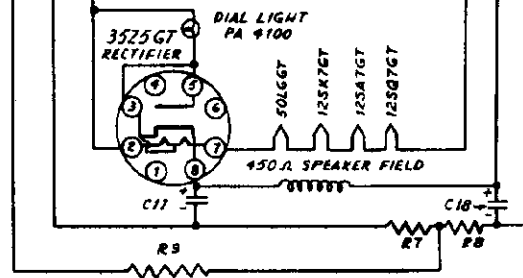 DIAL LIGHT
PA 4100
35Z5GT
RECTIFIER
4 5
3 6
2 7
1 8
50L6GT
12SK7GT
12SA7GT
12SQ7GT
450Ω SPEAKER FIELD
+
-
C17
+
-
C18
R7 R8
R9